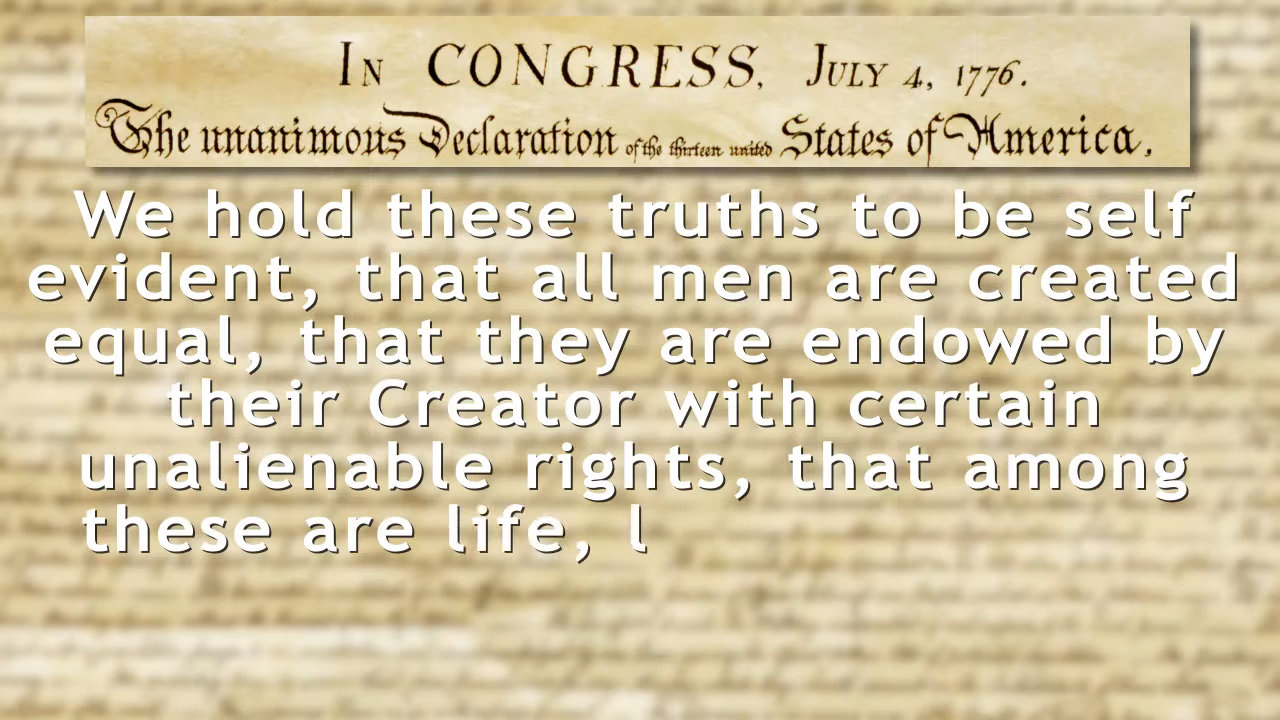 In CONGRESS, July 4, 1776.
The unanimous Declaration of the thirteen united States of America.
We hold these truths to be self
evident, that all men are created
equal, that they are endowed by
their Creator with certain
unalienable rights, that among
these are life, l